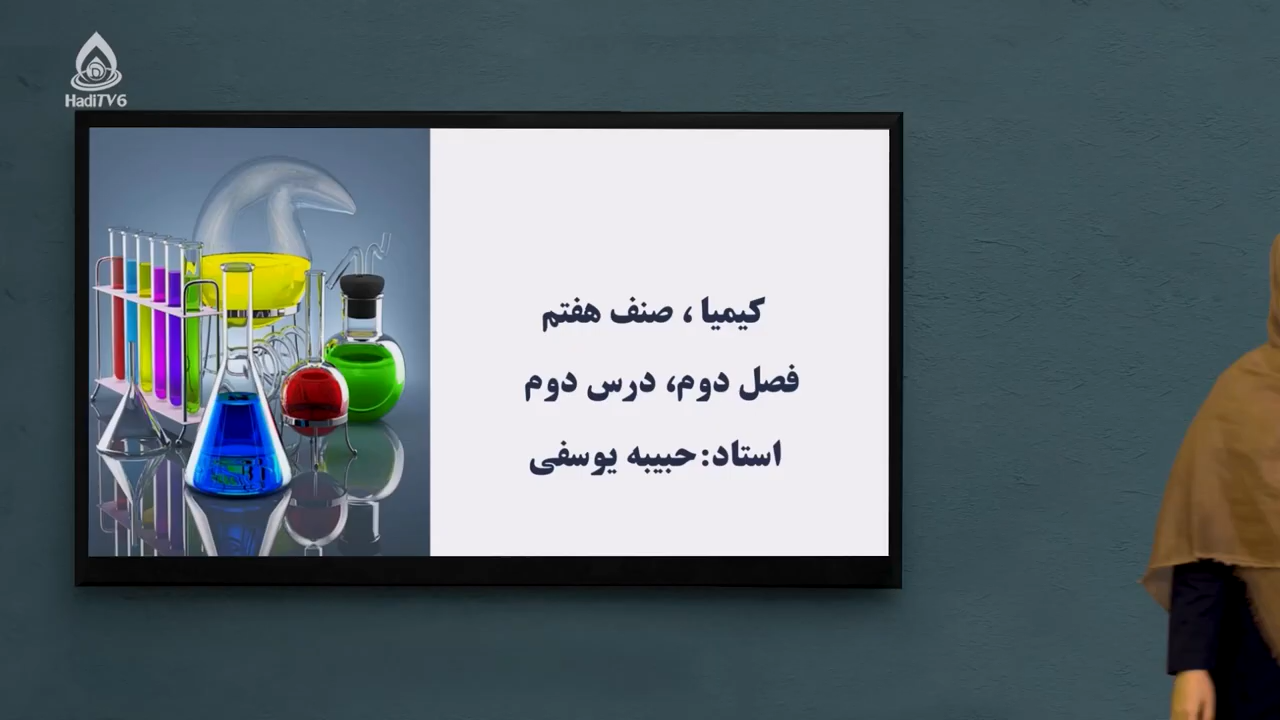 HadiTV6
کیمیا ، صنف هفتم
فصل دوم، درس دوم
استاد: حبیبه یوسفی